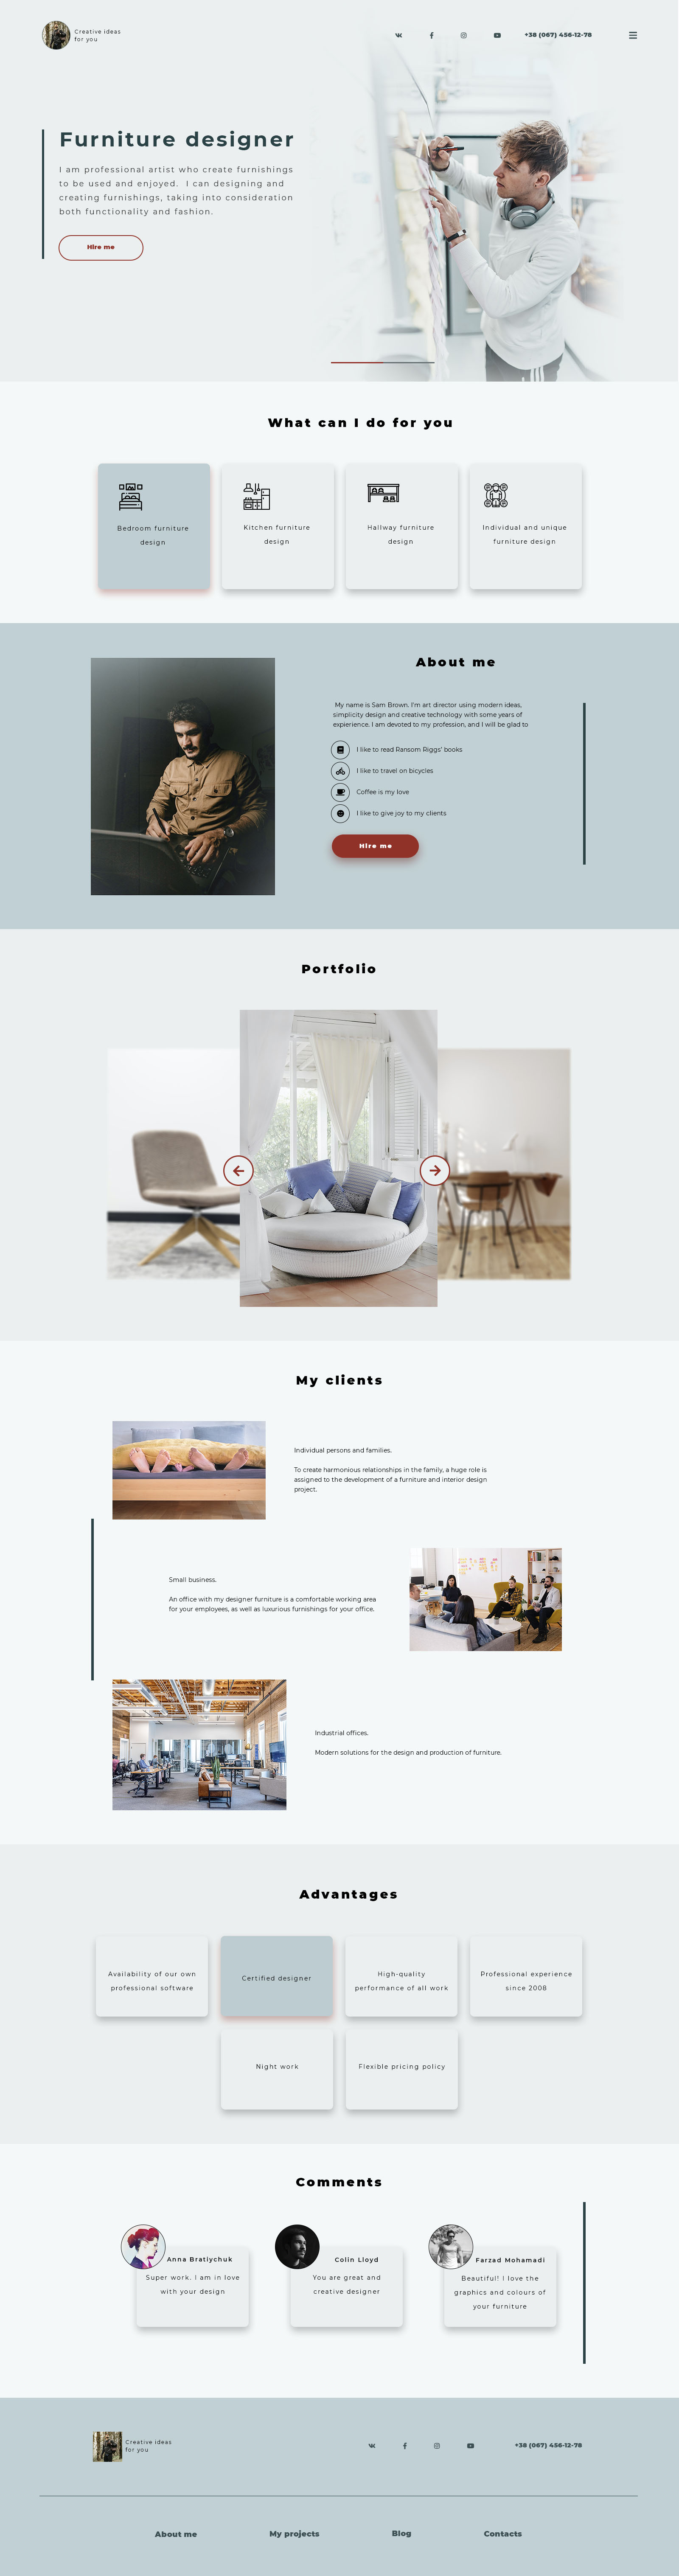 Creative ideas
for you
+38 (067) 456-12-78
Furniture designer
I am professional artist who create furnishings
to be used and enjoyed. I can designing and
creating furnishings, taking into consideration
both functionality and fashion.
Hire me
What can I do for you
Bedroom furniture
design
Kitchen furniture
design
Hallway furniture
design
Individual and unique
furniture design
About me
My name is Sam Brown. I'm art director using modern ideas,
simplicity design and creative technology with some years of
expierience. I am devoted to my profession, and I will be glad to
I like to read Ransom Riggs' books
I like to travel on bicycles
Coffee is my love
I like to give joy to my clients
Hire me
Portfolio
My clients
Individual persons and families.
To create harmonious relationships in the family, a huge role is
assigned to the development of a furniture and interior design
project.
Small business.
An office with my designer furniture is a comfortable working area
for your employees, as well as luxurious furnishings for your office.
Industrial offices.
Modern solutions for the design and production of furniture.
Advantages
Availability of our own
professional software
Certified designer
High-quality
performance of all work
Professional experience
since 2008
Night work
Flexible pricing policy
Comments
Anna Bratiychuk
Super work. I am in love
with your design
Colin Lloyd
You are great and
creative designer
Farzad Mohamadi
Beautiful! I love the
graphics and colours of
your furniture
Creative ideas
for you
+38 (067) 456-12-78
About me
My projects
Blog
Contacts